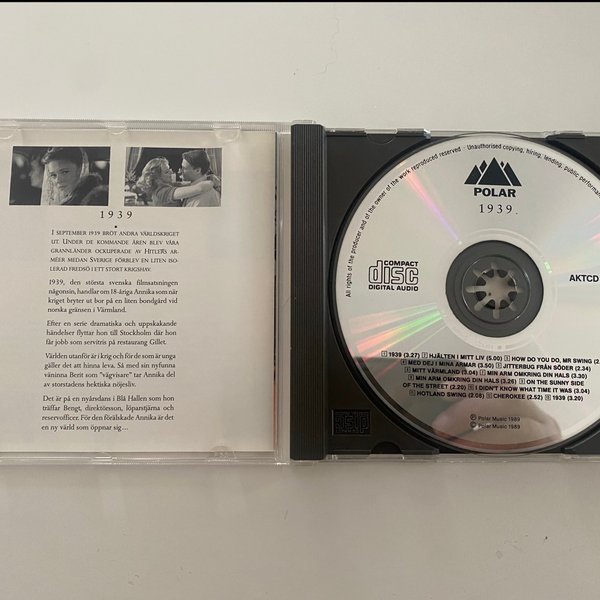 1939
I SEPTEMBER 1939 BRÖT ANDRA VÄRLDSKRIGET
UT. UNDER DE KOMMANDE ÅREN BLEV VÅRA
GRANNLÄNDER OCKUPERADE AV HITLERS AR-
MÉER MEDAN SVERIGE FÖRBLEV EN LITEN ISO-
LERAD FREDSÖ I ETT STORT KRIGSHAV.
1939, den största svenska filmsatsningen
någonsin, handlar om 18-åriga Annika som när
kriget bryter ut bor på en liten bondgård vid
norska gränsen i Värmland.
Efter en serie dramatiska och uppskakande
händelser flyttar hon till Stockholm där hon
får jobb som servitris på restaurang Gillet.
Världen utanför är i krig och för de som är unga
gäller det att hinna leva. Så med sin nyfunna
väninna Berit som "vägvisare" tar Annika del
av storstadens hektiska nöjesliv.
Det är på en nyårsdans i Blå Hallen som hon
träffar Bengt, direktörsson, löparstjärna och
reservofficer. För den förälskade Annika är det
en ny värld som öppnar sig...
All rights of the producer and of the owner of the work reproduced reserved · Unauthorised copying, hiring, lending, public performa
POLAR
1939.
COMPACT
disc
DIGITAL AUDIO
AKTCD
1939 (3.27) HJÄLTEN I MITT LIV (5.00) HOW DO YOU DO, MR SWING (2.
MED DEJ I MINA ARMAR (3.50) JITTERBUG FRÅN SÖDER (2.34)
MITT VÄRMLAND (3.04) MIN ARM OMKRING DIN HALS (3.30)
MIN ARM OMKRING DIN HALS (3.26) ON THE SUNNY SIDE
OF THE STREET (2.20) I DIDN'T KNOW WHAT TIME IT WAS (3.04)
HOTLAND SWING (2.06) CHEROKEE (2.52) 1939 (3.20)
℗ Polar Music 1989
© Polar Music 1989